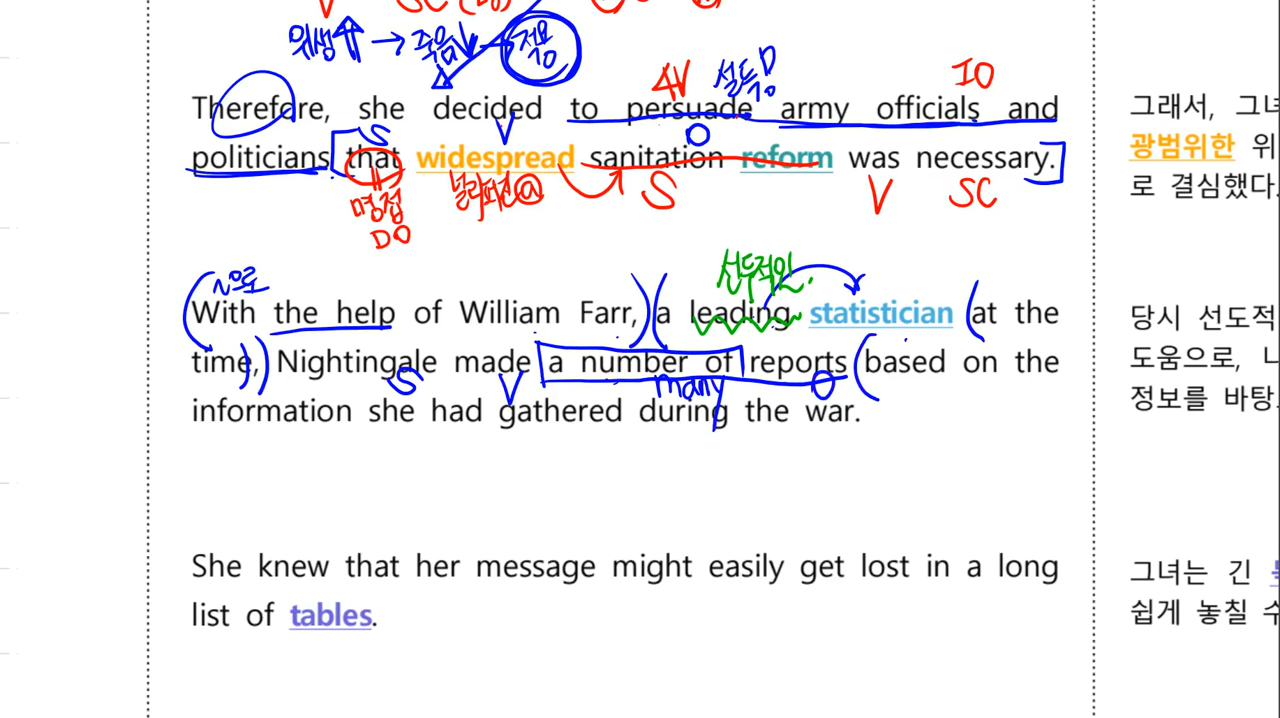 위생↑ → 죽음↓ → 적용
4V 설득 IO
Therefore, she decided to persuade army officials and
S V O
politicians that widespread sanitation reform was necessary.
명접 널리퍼진ⓐ S V SC
DO
그래서, 그녀
광범위한 위
로 결심했다.
~으로 선두적인
With the help of William Farr, a leading statistician at the
time, Nightingale made a number of reports based on the
S V many O
information she had gathered during the war.
당시 선도적
도움으로, 나
정보를 바탕
She knew that her message might easily get lost in a long
list of tables.
그녀는 긴
쉽게 놓칠 수